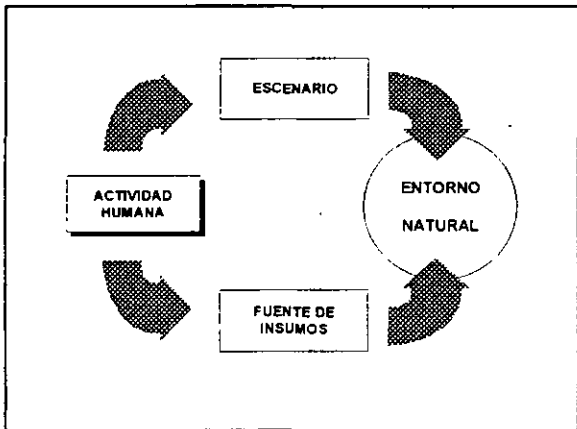 ESCENARIO
ACTIVIDAD
HUMANA
ENTORNO
NATURAL
FUENTE DE
INSUMOS